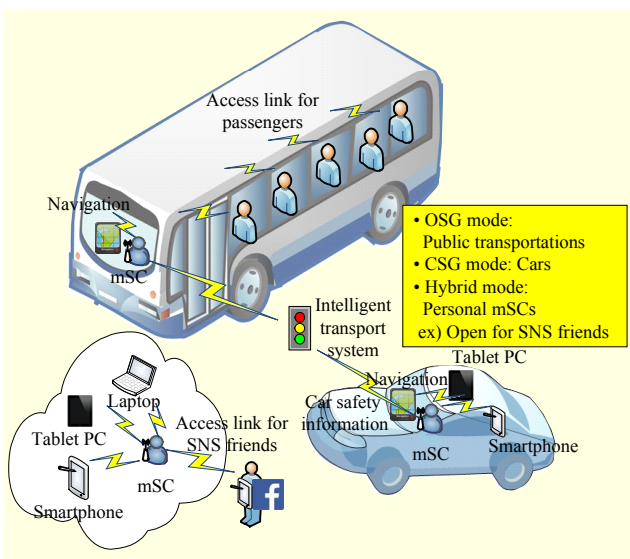 Access link for
passengers
Navigation
mSC
• OSG mode:
Public transportations
• CSG mode: Cars
• Hybrid mode:
Personal mSCs
ex) Open for SNS friends
Intelligent
transport
system
Tablet PC
Navigation
Car safety
information
Smartphone
mSC
Laptop
Tablet PC
Access link for
SNS friends
mSC
Smartphone
f